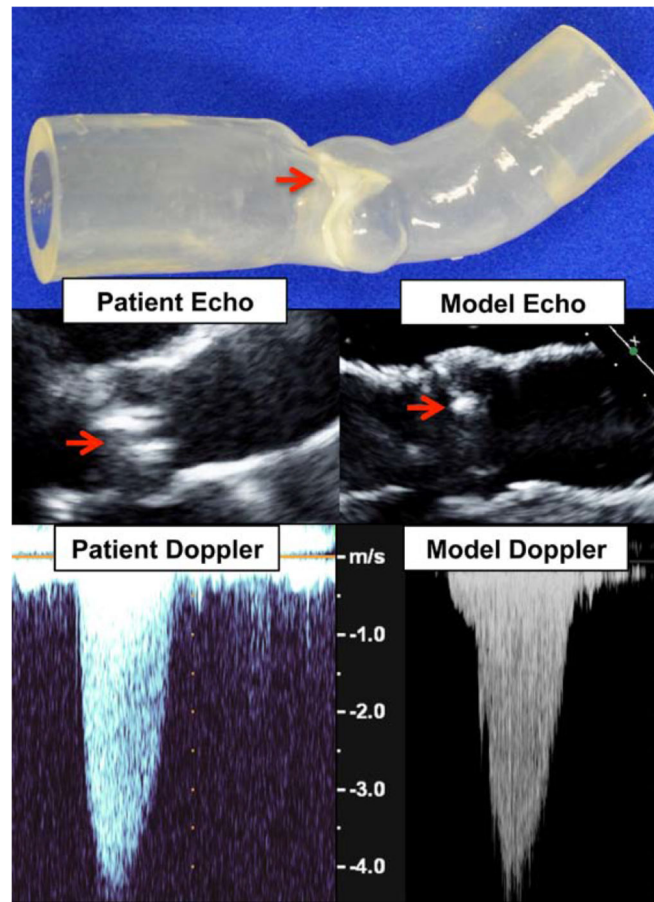 Patient Echo
Model Echo
Patient Doppler
Model Doppler
m/s
-1.0
-2.0
-3.0
-4.0